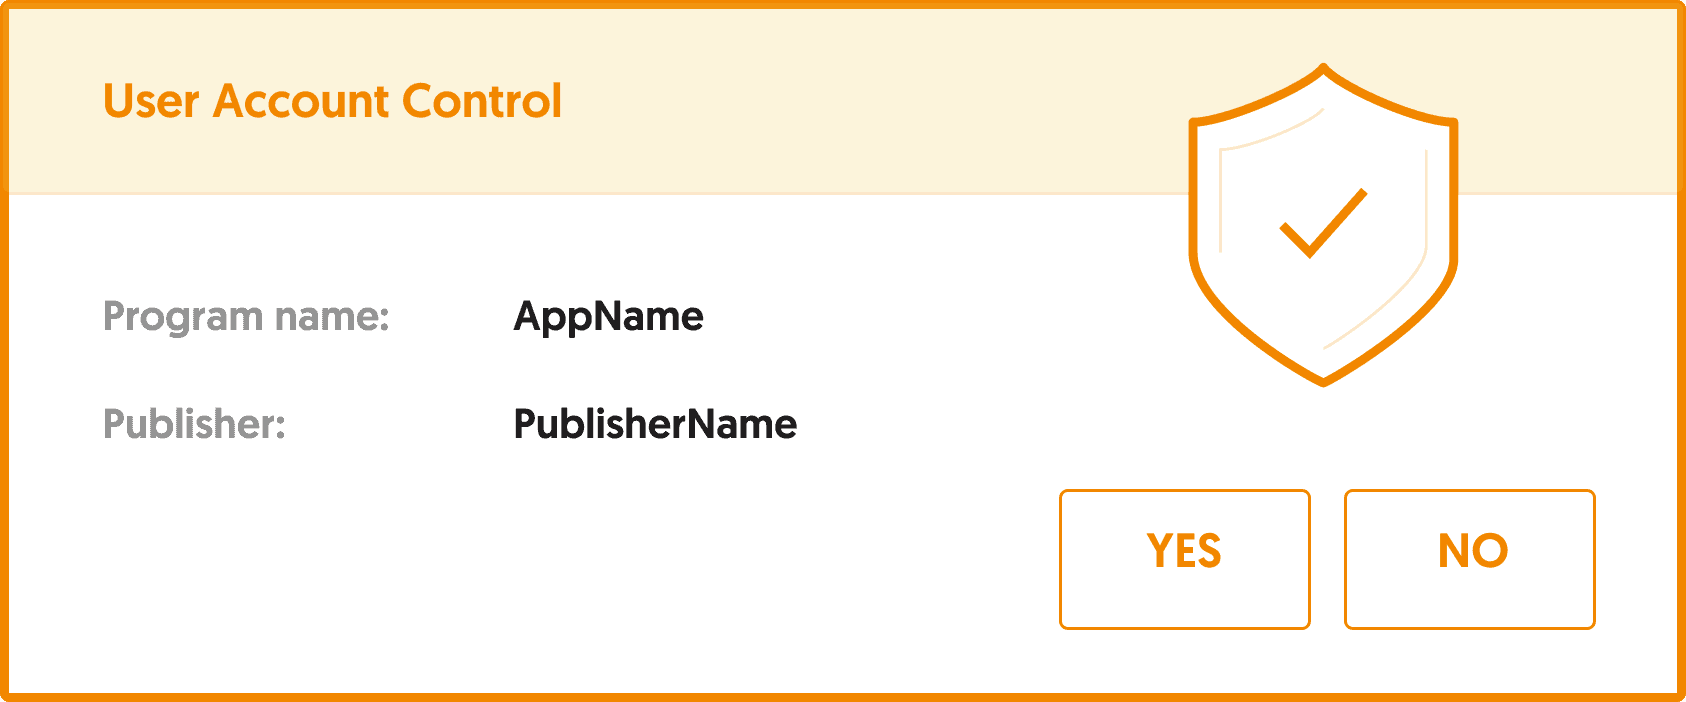 User Account Control
Program name: AppName
Publisher: PublisherName
YES NO